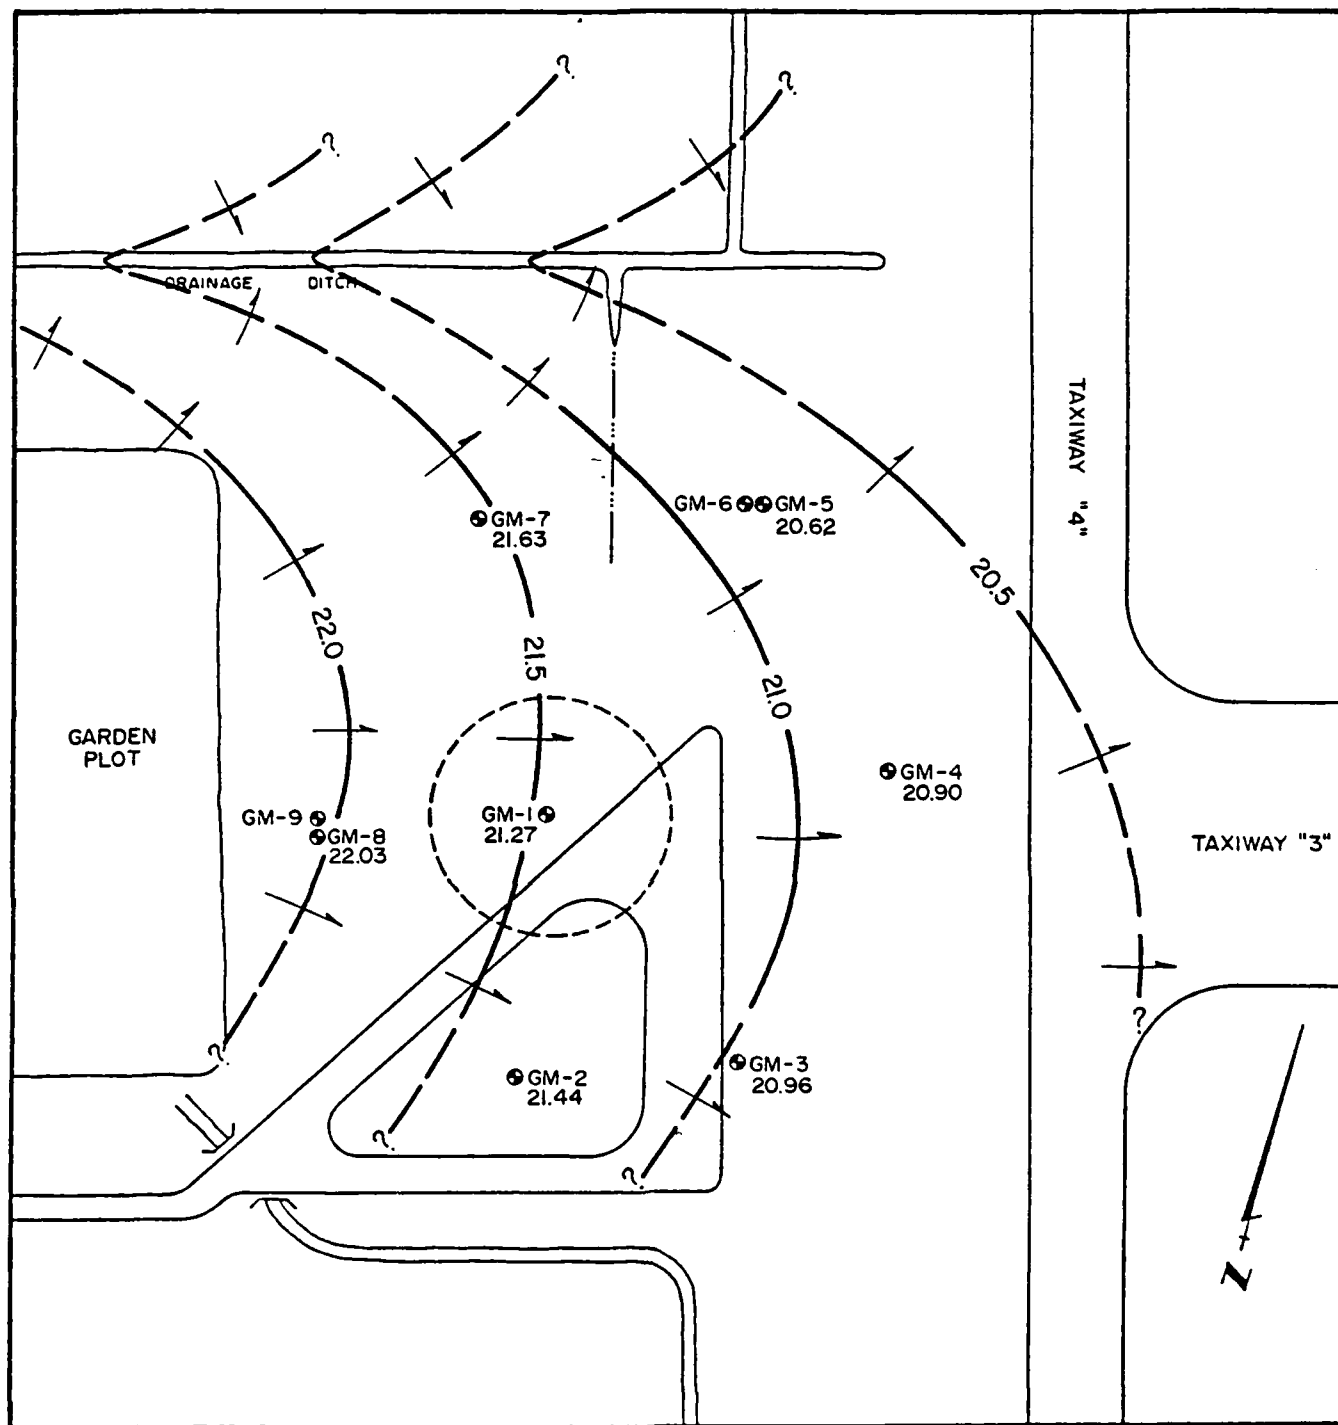 ?
?
?
DRAINAGE DITCH
TAXIWAY "4"
GM-6 GM-5
20.62
GM-7
21.63
20.5
22.0
21.5
21.0
GARDEN
PLOT
GM-4
20.90
GM-9
GM-8
22.03
GM-1
21.27
TAXIWAY "3"
?
?
GM-3
20.96
GM-2
21.44
?
?
N